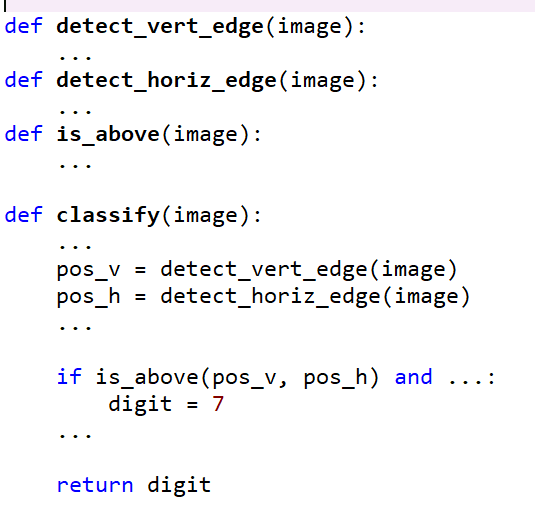 def detect_vert_edge(image):
    ...
def detect_horiz_edge(image):
    ...
def is_above(image):
    ...
def classify(image):
    ...
    pos_v = detect_vert_edge(image)
    pos_h = detect_horiz_edge(image)
    ...
    if is_above(pos_v, pos_h) and ...:
        digit = 7
    ...
    return digit